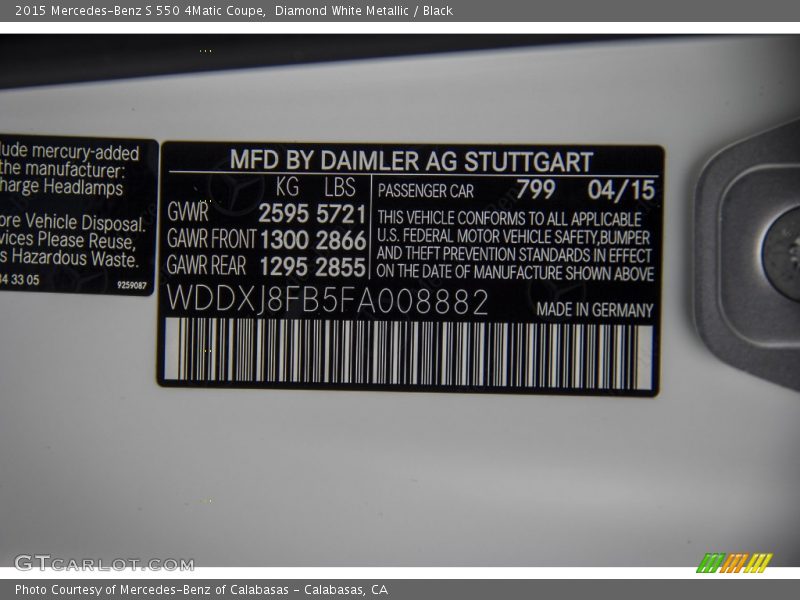 2015 Mercedes-Benz S 550 4Matic Coupe, Diamond White Metallic / Black
lude mercury-added
the manufacturer:
harge Headlamps
ore Vehicle Disposal.
vices Please Reuse,
s Hazardous Waste.
34 33 05
9259087
MFD BY DAIMLER AG STUTTGART
KG LBS
GWR 2595 5721
GAWR FRONT 1300 2866
GAWR REAR 1295 2855
PASSENGER CAR 799 04/15
THIS VEHICLE CONFORMS TO ALL APPLICABLE
U.S. FEDERAL MOTOR VEHICLE SAFETY,BUMPER
AND THEFT PREVENTION STANDARDS IN EFFECT
ON THE DATE OF MANUFACTURE SHOWN ABOVE
WDDXJ8FB5FA008882
MADE IN GERMANY
GTCARLOT.COM
Photo Courtesy of Mercedes-Benz of Calabasas - Calabasas, CA